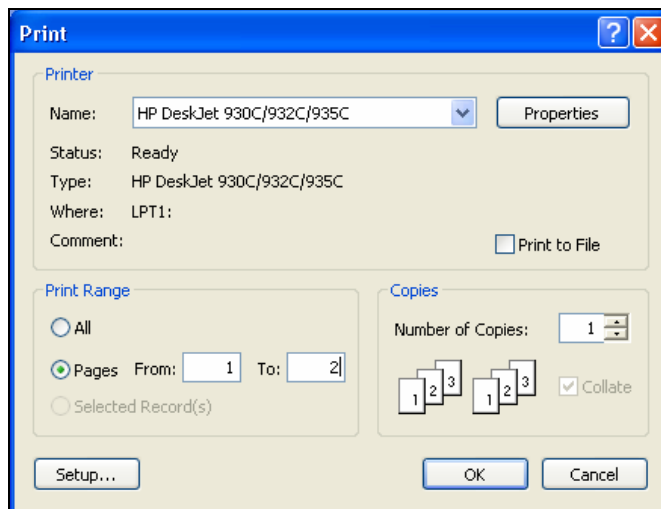 Print
Printer
Name: HP DeskJet 930C/932C/935C Properties
Status: Ready
Type: HP DeskJet 930C/932C/935C
Where: LPT1:
Comment: Print to File
Print Range
All
Pages From: 1 To: 2
Selected Record(s)
Copies
Number of Copies: 1
1 2 3 1 2 3 Collate
Setup... OK Cancel